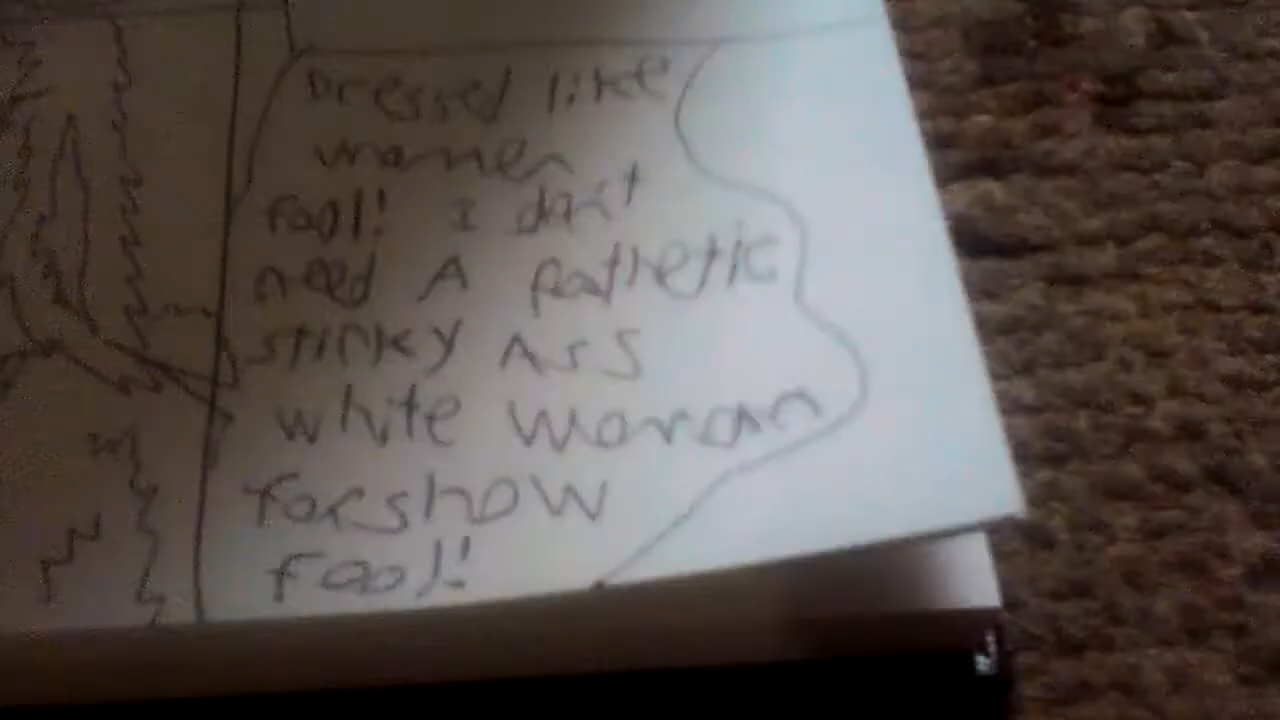 Dressed like
women
Fool! I don't
need A pathetic
stinky Ass
white woman
For show
Fool!